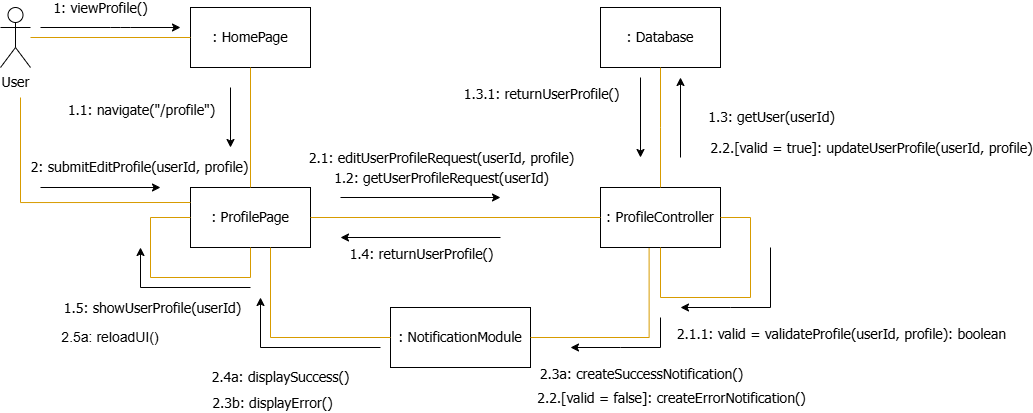 1: viewProfile()
: HomePage
: Database
User
1.1: navigate("/profile")
1.3.1: returnUserProfile()
1.3: getUser(userId)
2.2.[valid = true]: updateUserProfile(userId, profile)
2: submitEditProfile(userId, profile)
2.1: editUserProfileRequest(userId, profile)
1.2: getUserProfileRequest(userId)
: ProfilePage
: ProfileController
1.4: returnUserProfile()
1.5: showUserProfile(userId)
2.5a: reloadUI()
: NotificationModule
2.1.1: valid = validateProfile(userId, profile): boolean
2.4a: displaySuccess()
2.3b: displayError()
2.3a: createSuccessNotification()
2.2.[valid = false]: createErrorNotification()